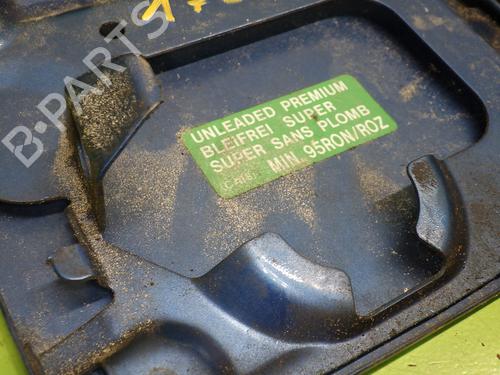 B-PARTS
UNLEADED PREMIUM
BLEIFREI SUPER
SUPER SANS PLOMB
MIN. 95RON/ROZ